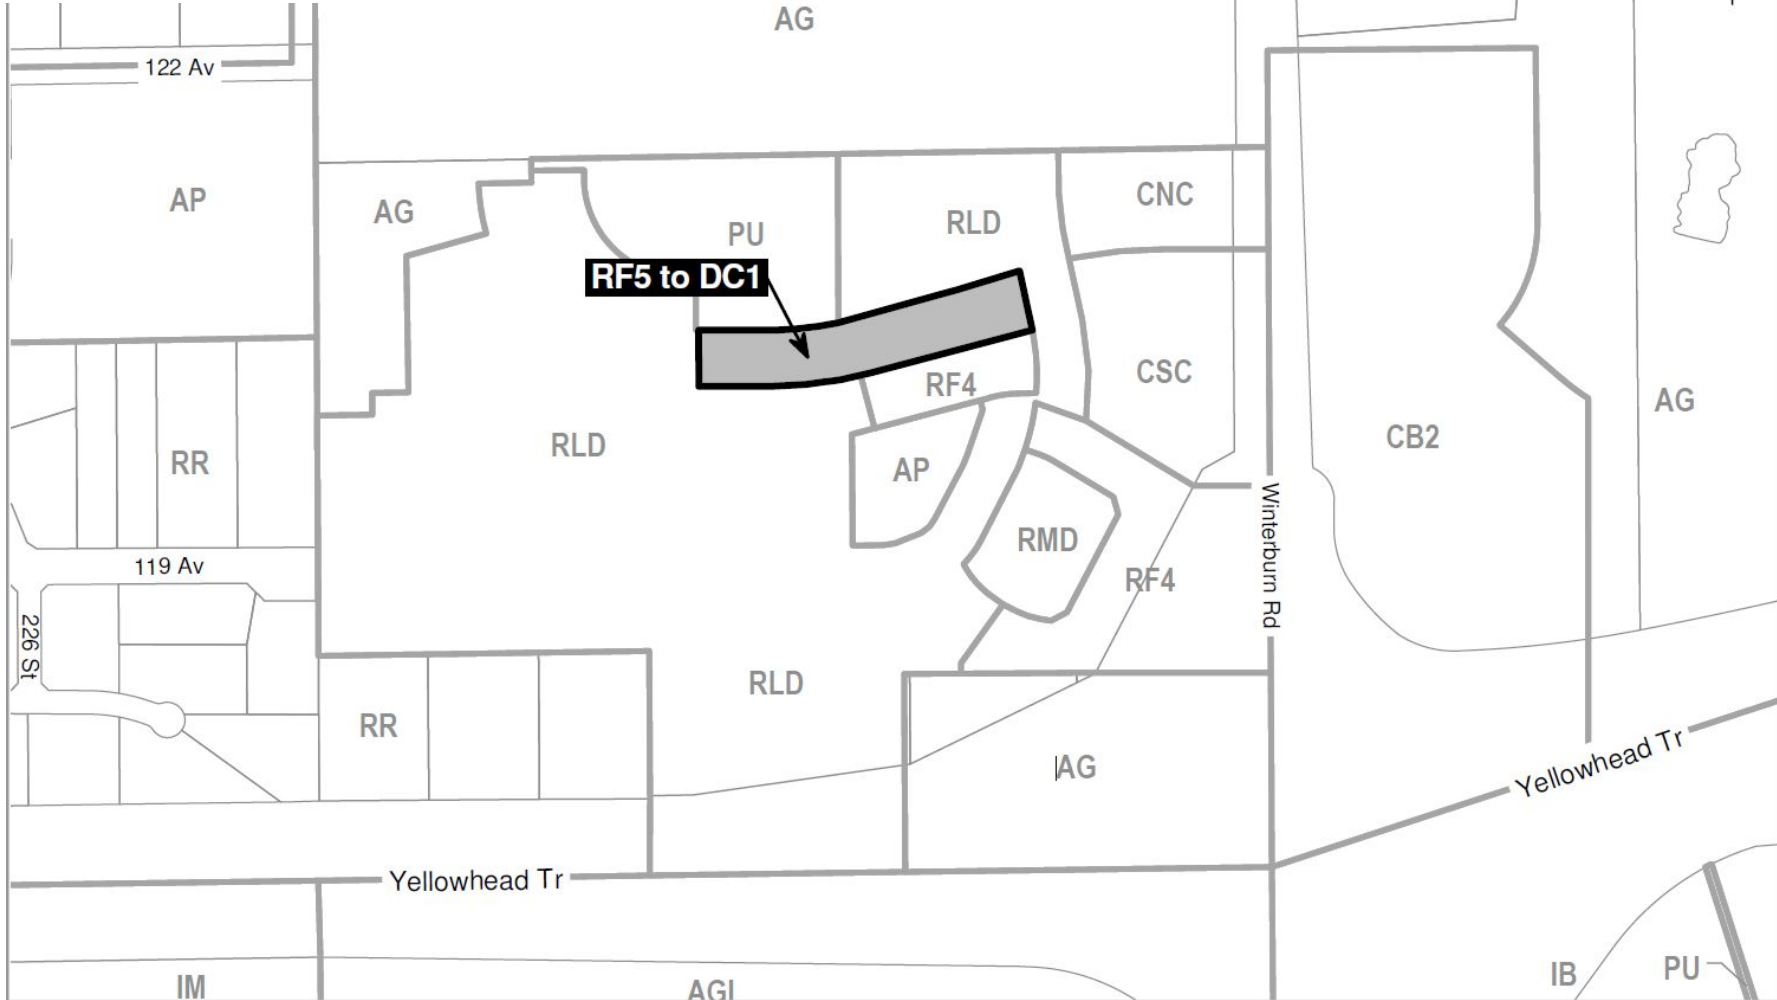 AG
122 Av
AP
AG
CNC
RLD
PU
RF5 to DC1
CSC
RF4
AG
CB2
RLD
RR
AP
Winterburn Rd
RMD
119 Av
RF4
226 St
RLD
RR
AG
Yellowhead Tr
Yellowhead Tr
IM
AGI
IB
PU